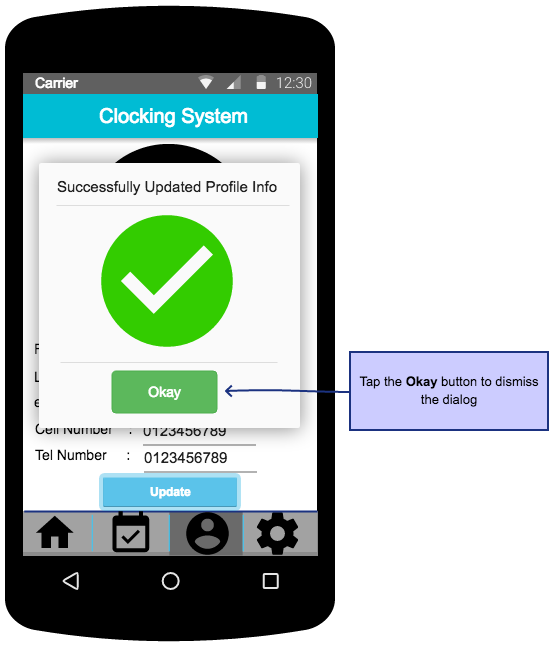 Carrier 12:30
Clocking System
Successfully Updated Profile Info
Okay
Cell Number : 0123456789
Tel Number : 0123456789
Update
Tap the Okay button to dismiss
the dialog